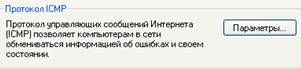 Протокол ICMP
Протокол управляющих сообщений Интернета
(ICMP) позволяет компьютерам в сети
обмениваться информацией об ошибках и своем
состоянии.
Параметры...